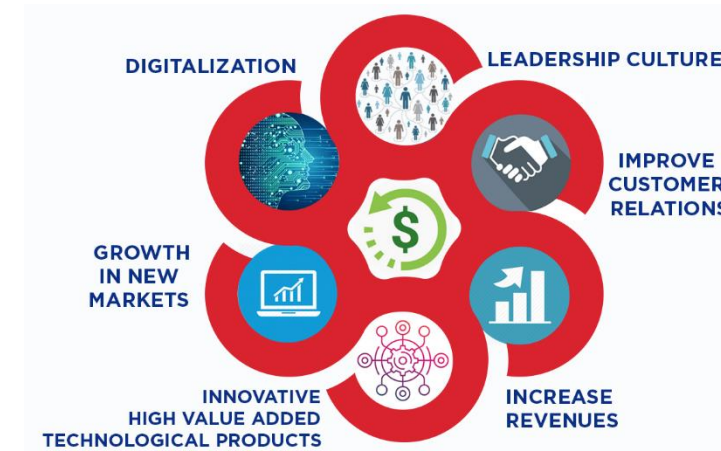 DIGITALIZATION
LEADERSHIP CULTURE
IMPROVE
CUSTOMER
RELATIONS
GROWTH
IN NEW
MARKETS
$
INNOVATIVE
HIGH VALUE ADDED
TECHNOLOGICAL PRODUCTS
INCREASE
REVENUES